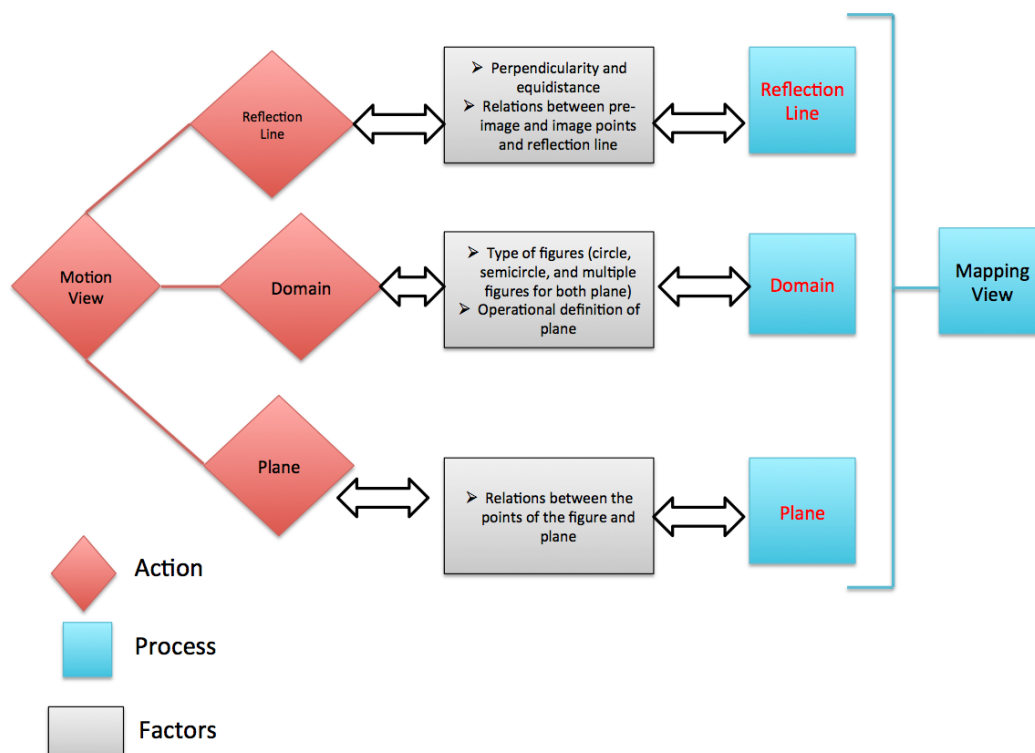 Reflection
Line
➢ Perpendicularity and
equidistance
➢ Relations between pre-
image and image points
and reflection line
Reflection
Line
Motion
View
Domain
➢ Type of figures (circle,
semicircle, and multiple
figures for both plane)
➢ Operational definition of
plane
Domain
Mapping
View
Plane
➢ Relations between the
points of the figure and
plane
Plane
Action
Process
Factors